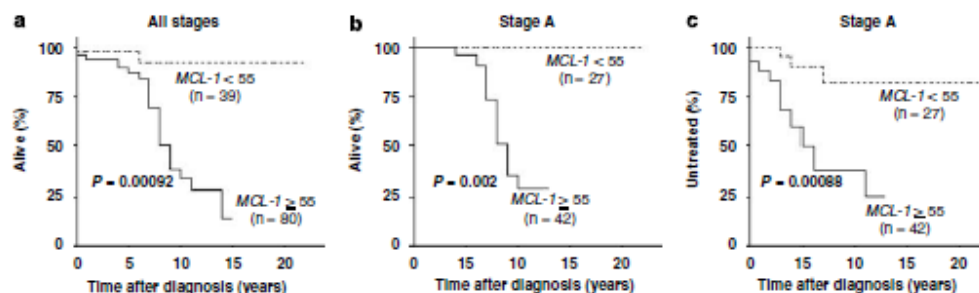 a All stages
100
75
50
25
0
Alive (%)
MCL-1 < 55
(n = 39)
P = 0.00092
MCL-1 ≥ 55
(n = 80)
0 5 10 15 20
Time after diagnosis (years)
b Stage A
100
75
50
25
0
Alive (%)
MCL-1 < 55
(n = 27)
P = 0.002
MCL-1 ≥ 55
(n = 42)
0 15 10 15 20
Time after diagnosis (years)
c Stage A
100
75
50
25
0
Untreated (%)
MCL-1 < 55
(n = 27)
P = 0.00088
MCL-1 ≥ 55
(n = 42)
0 15 10 15 20
Time after diagnosis (years)